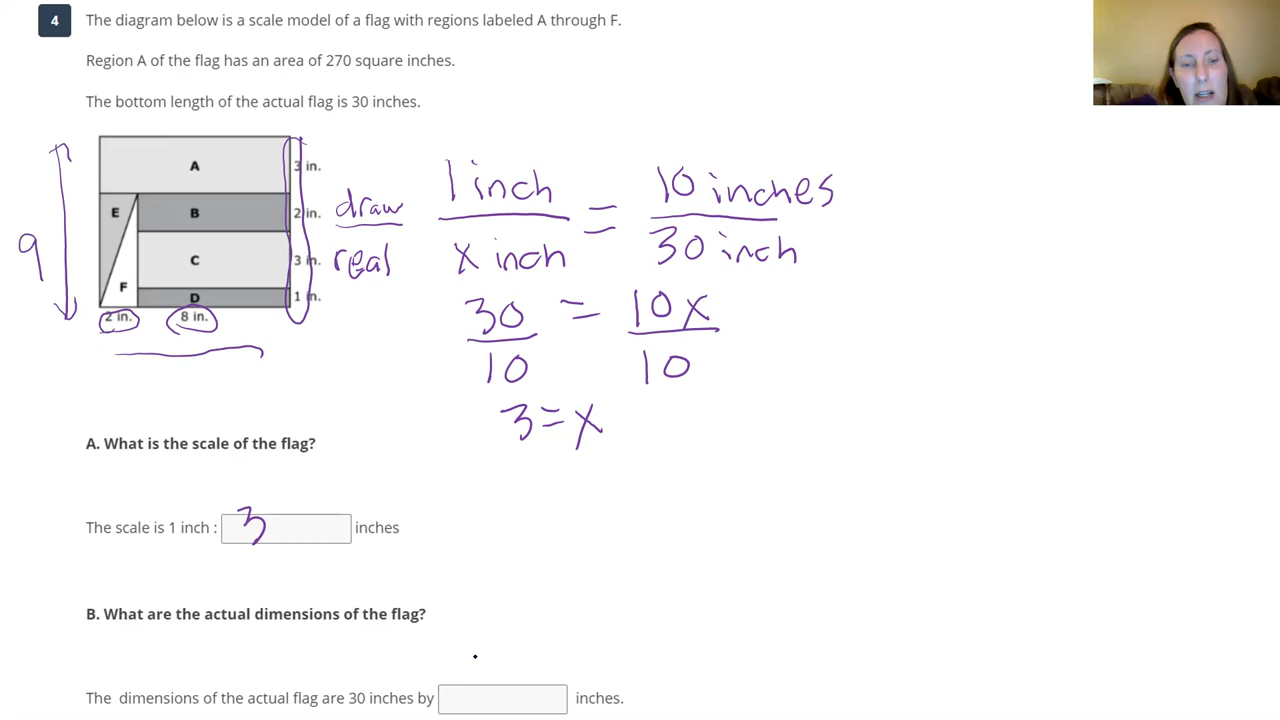 4 The diagram below is a scale model of a flag with regions labeled A through F.
Region A of the flag has an area of 270 square inches.
The bottom length of the actual flag is 30 inches.
A
3 in.
E
B
2 in.
C
3 in.
F
D
1 in.
2 in.
8 in.
9
draw
real
1 inch = 10 inches
x inch 30 inch
30 = 10x
10 10
3 = x
A. What is the scale of the flag?
The scale is 1 inch : 3 inches
B. What are the actual dimensions of the flag?
The dimensions of the actual flag are 30 inches by inches.